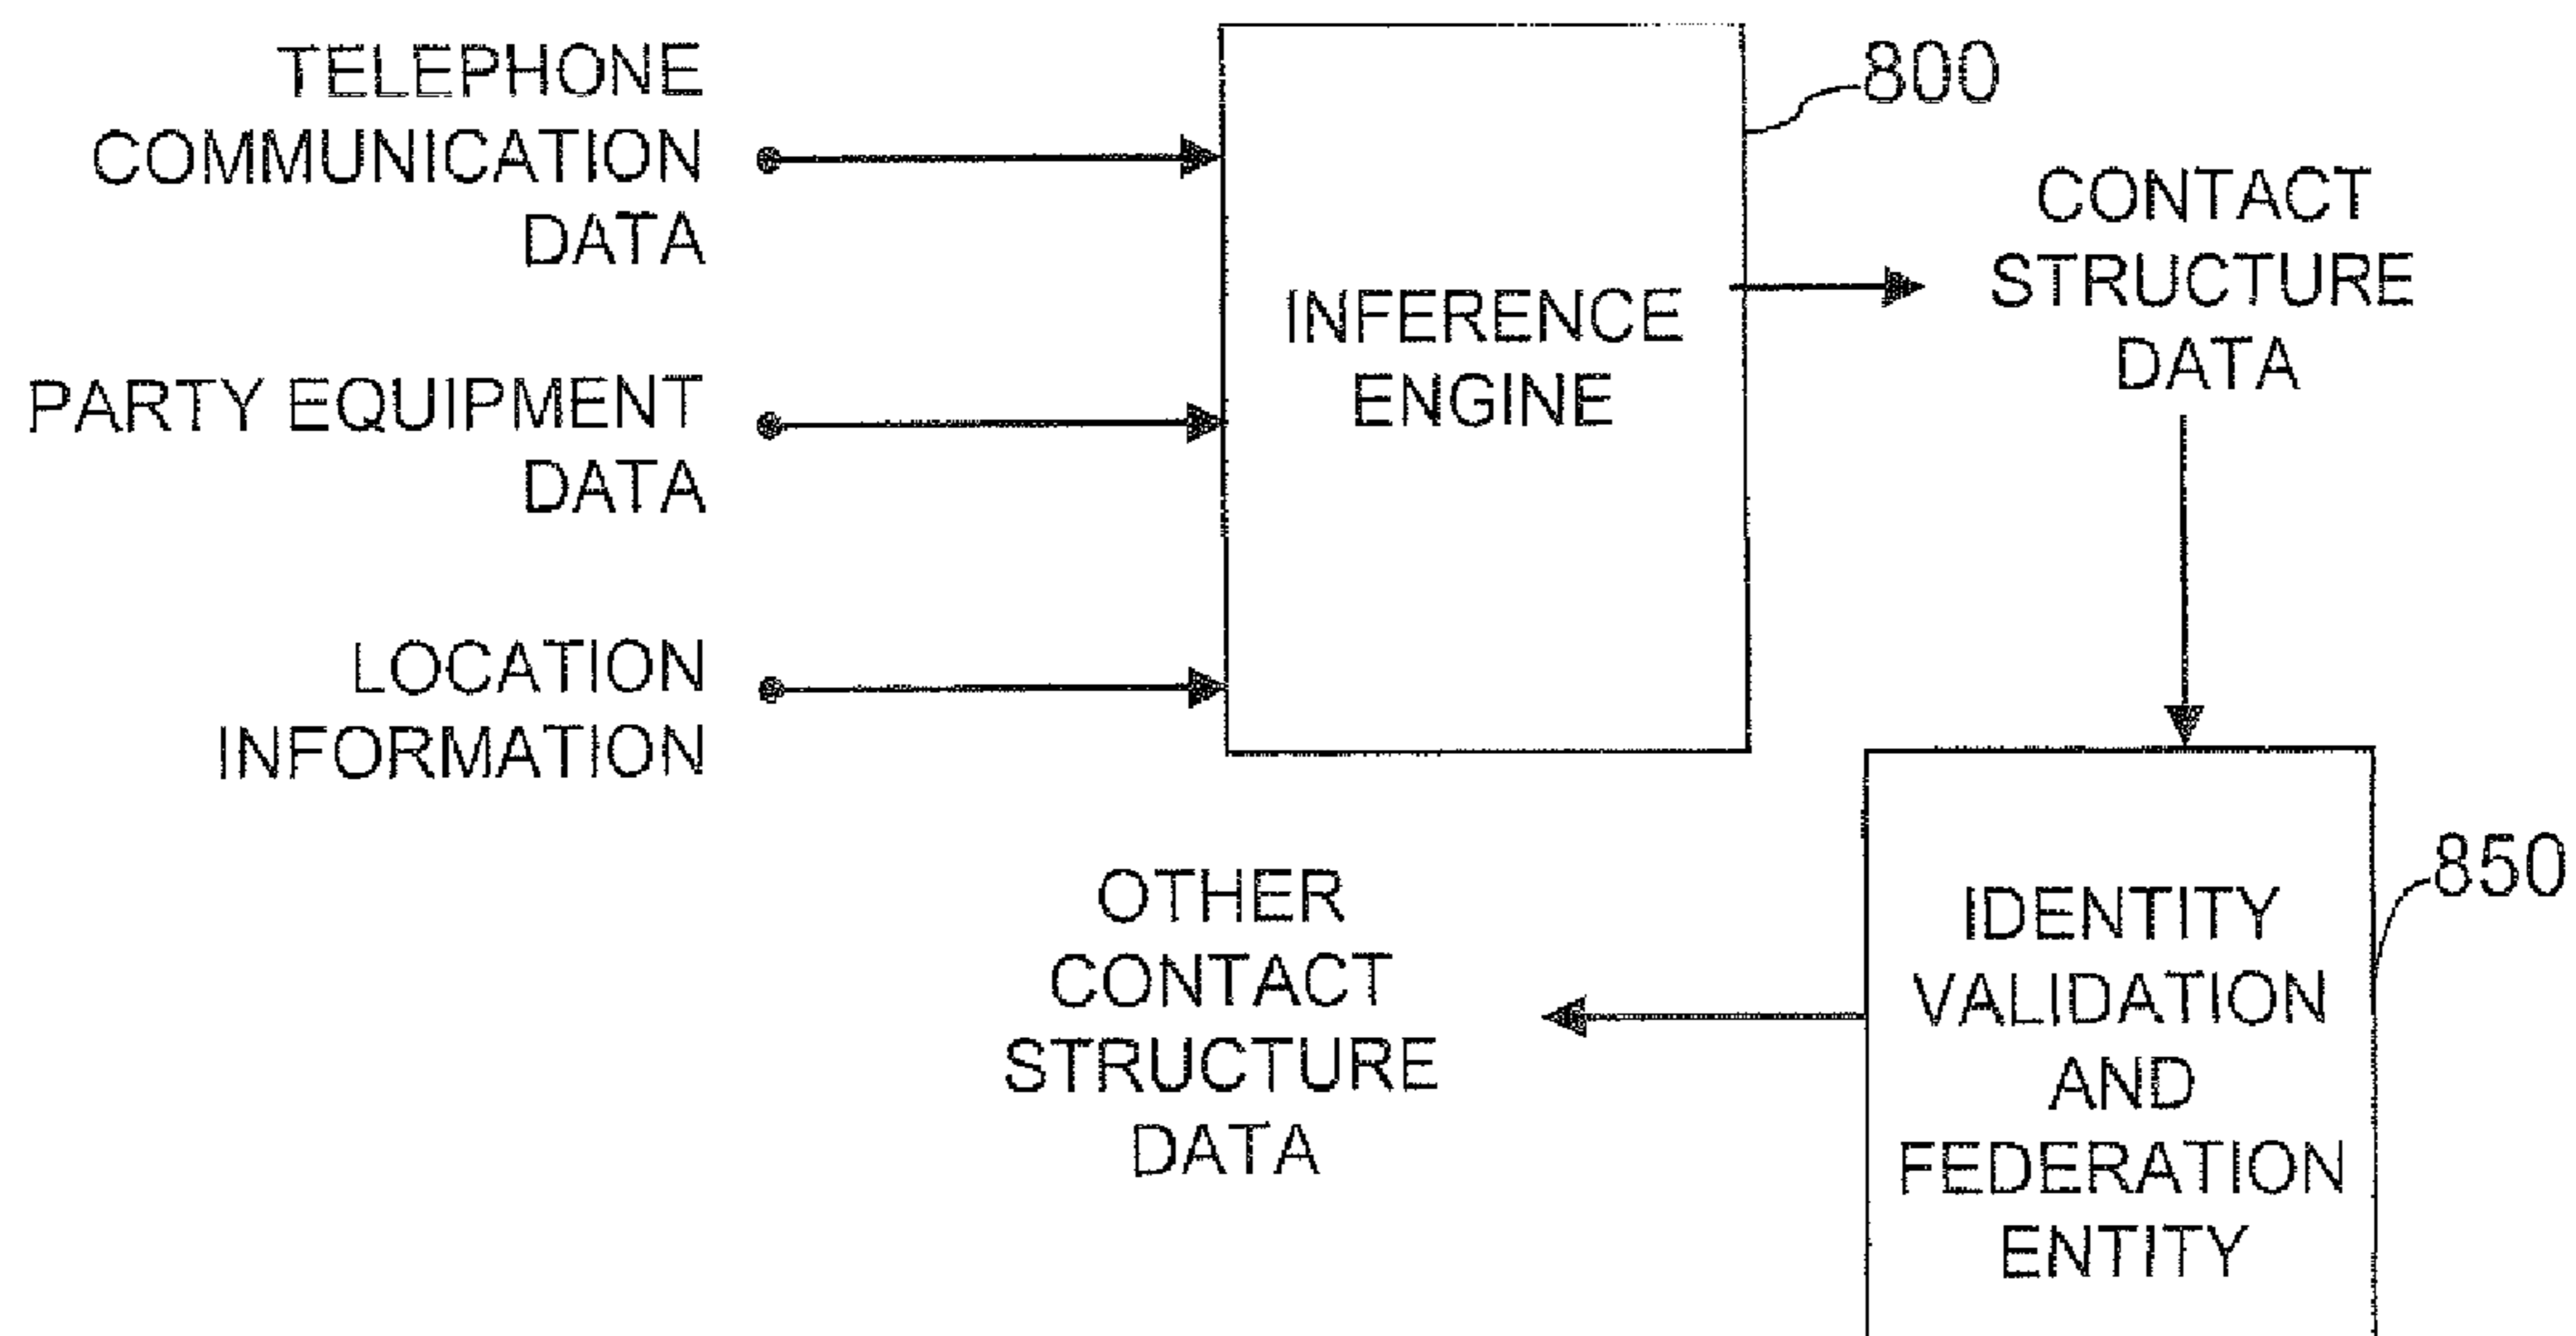 TELEPHONE
COMMUNICATION
DATA
PARTY EQUIPMENT
DATA
LOCATION
INFORMATION
INFERENCE
ENGINE
800
CONTACT
STRUCTURE
DATA
OTHER
CONTACT
STRUCTURE
DATA
IDENTITY
VALIDATION
AND
FEDERATION
ENTITY
850